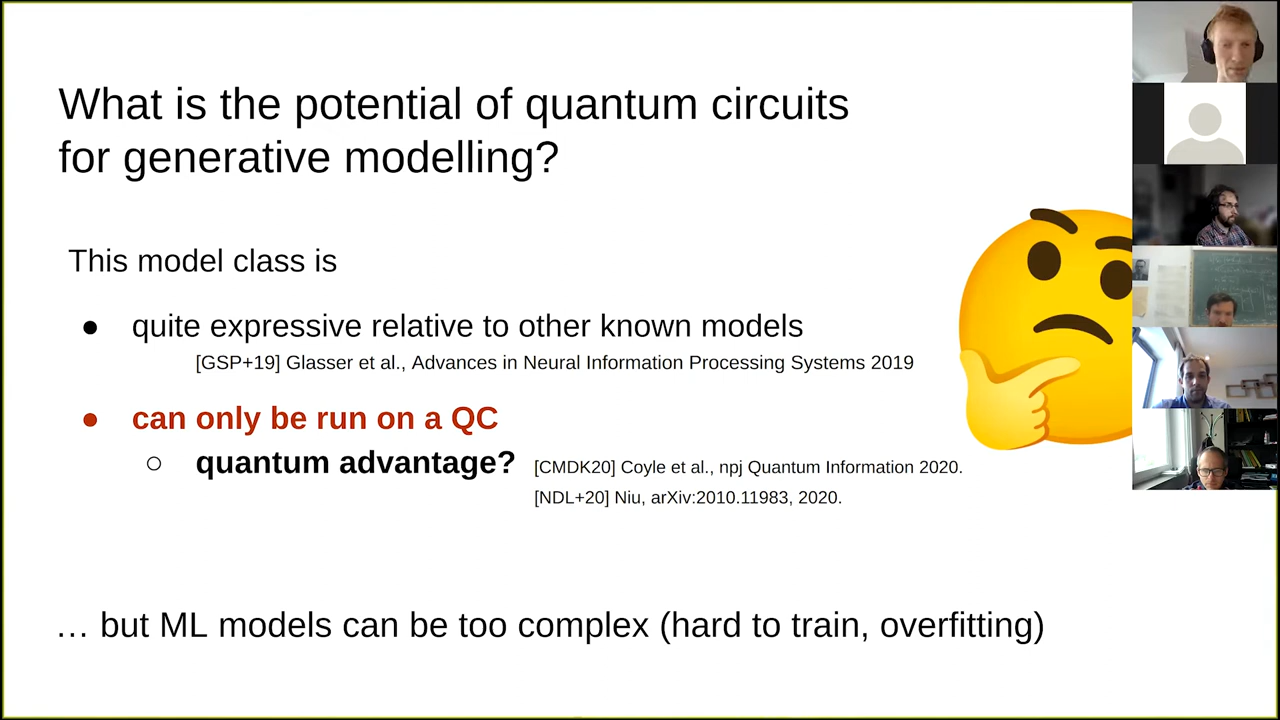 What is the potential of quantum circuits
for generative modelling?
This model class is
● quite expressive relative to other known models
[GSP+19] Glasser et al., Advances in Neural Information Processing Systems 2019
● can only be run on a QC
○ quantum advantage? [CMDK20] Coyle et al., npj Quantum Information 2020.
[NDL+20] Niu, arXiv:2010.11983, 2020.
… but ML models can be too complex (hard to train, overfitting)